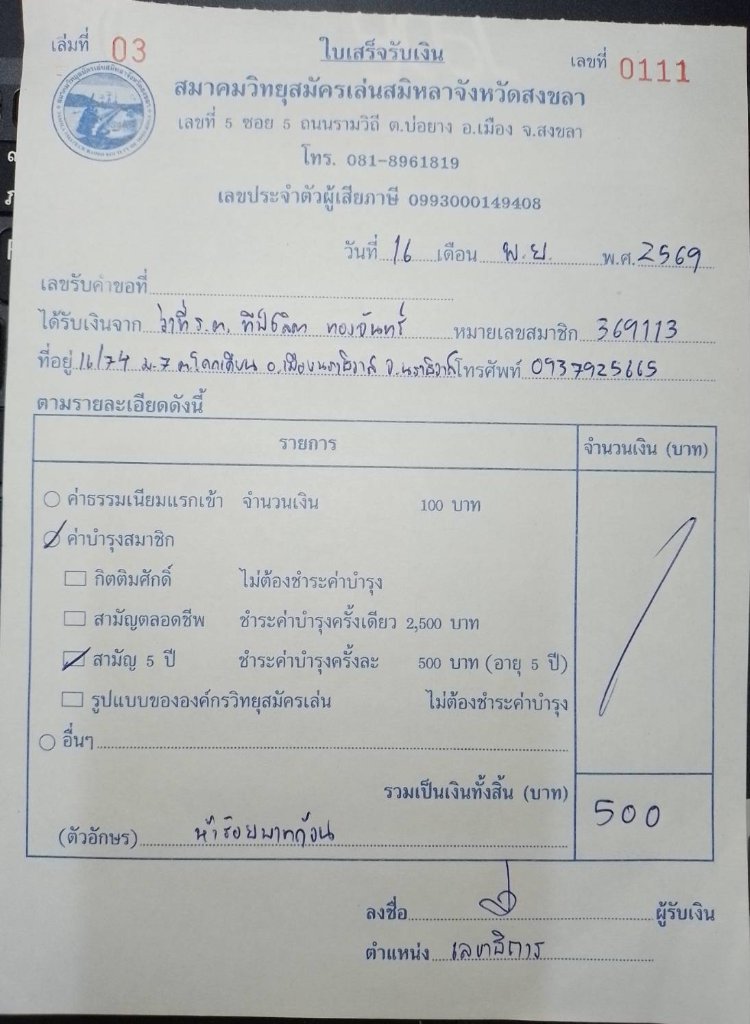 เล่มที่ 03
ใบเสร็จรับเงิน
เลขที่ 0111
สมาคมวิทยุสมัครเล่นสมิหลาจังหวัดสงขลา
เลขที่ 5 ซอย 5 ถนนรามวิถี ต.บ่อยาง อ.เมือง จ.สงขลา
โทร. 081-8961819
เลขประจำตัวผู้เสียภาษี 0993000149408
วันที่ 16 เดือน พ.ย. พ.ศ. 2569
เลขรับคำขอที่
ได้รับเงินจาก ว่าที่ ร.ต. ทองจันทร์ หมายเลขสมาชิก 369113
ที่อยู่ 16/74 ม.7 ต.โคกเคียน อ.เมืองนราธิวาส จ.นราธิวาส โทรศัพท์ 0937925665
ตามรายละเอียดดังนี้
รายการ จำนวนเงิน (บาท)
ค่าธรรมเนียมแรกเข้า จำนวนเงิน 100 บาท
ค่าบำรุงสมาชิก
กิตติมศักดิ์ ไม่ต้องชำระค่าบำรุง
สามัญตลอดชีพ ชำระค่าบำรุงครั้งเดียว 2,500 บาท
สามัญ 5 ปี ชำระค่าบำรุงครั้งละ 500 บาท (อายุ 5 ปี)
รูปแบบขององค์กรวิทยุสมัครเล่น ไม่ต้องชำระค่าบำรุง
อื่นๆ
รวมเป็นเงินทั้งสิ้น (บาท) 500
(ตัวอักษร) ห้าร้อยบาทถ้วน
ลงชื่อ ผู้รับเงิน
ตำแหน่ง เลขาธิการ